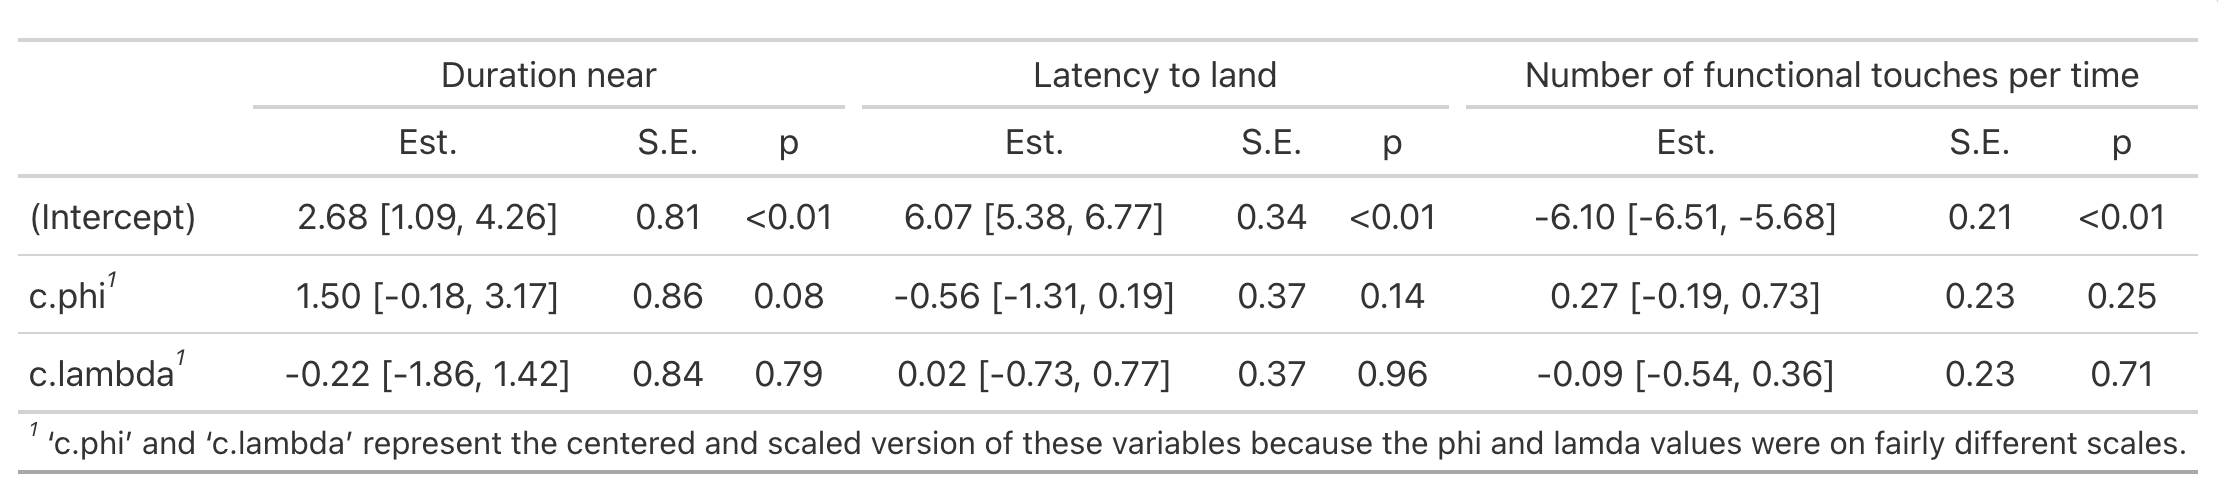 Duration near Latency to land Number of functional touches per time
Est. S.E. p Est. S.E. p Est. S.E. p
(Intercept) 2.68 [1.09, 4.26] 0.81 <0.01 6.07 [5.38, 6.77] 0.34 <0.01 -6.10 [-6.51, -5.68] 0.21 <0.01
c.phi¹ 1.50 [-0.18, 3.17] 0.86 0.08 -0.56 [-1.31, 0.19] 0.37 0.14 0.27 [-0.19, 0.73] 0.23 0.25
c.lambda¹ -0.22 [-1.86, 1.42] 0.84 0.79 0.02 [-0.73, 0.77] 0.37 0.96 -0.09 [-0.54, 0.36] 0.23 0.71
¹ ‘c.phi’ and ‘c.lambda’ represent the centered and scaled version of these variables because the phi and lamda values were on fairly different scales.